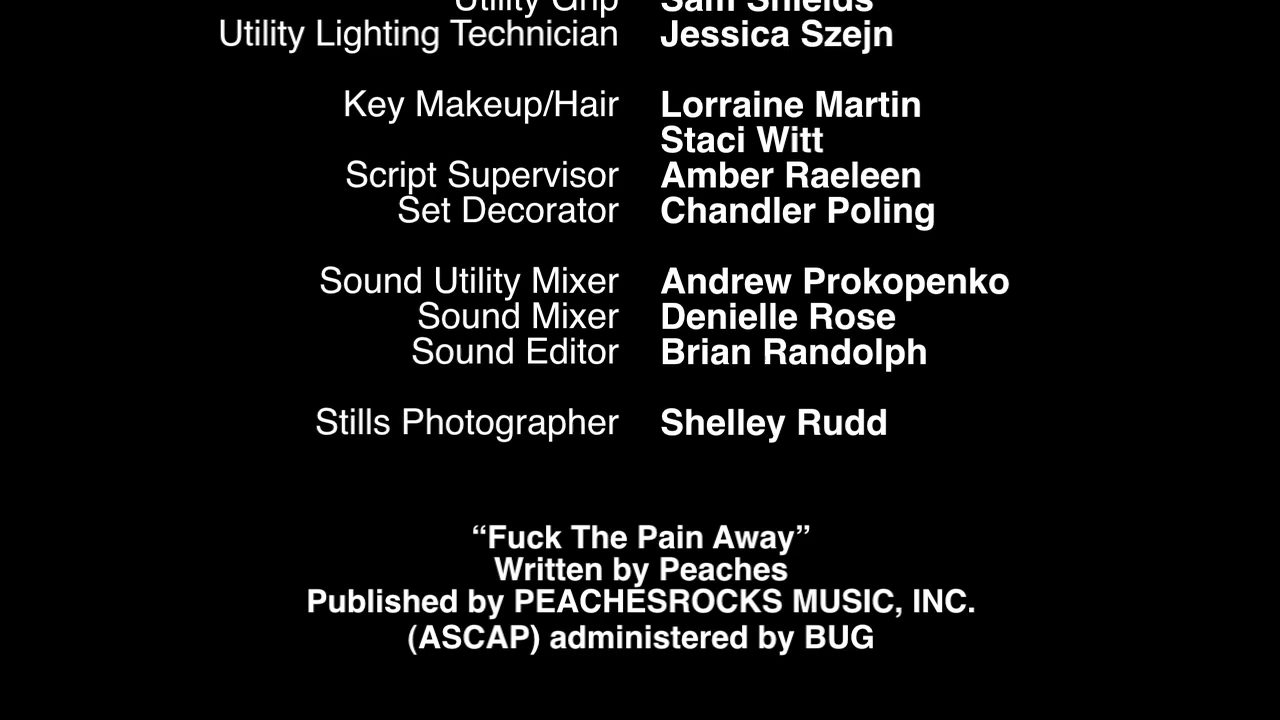 Utility Grip Sam Shields
Utility Lighting Technician Jessica Szejn
Key Makeup/Hair Lorraine Martin
Staci Witt
Script Supervisor Amber Raeleen
Set Decorator Chandler Poling
Sound Utility Mixer Andrew Prokopenko
Sound Mixer Denielle Rose
Sound Editor Brian Randolph
Stills Photographer Shelley Rudd
“Fuck The Pain Away”
Written by Peaches
Published by PEACHESROCKS MUSIC, INC.
(ASCAP) administered by BUG